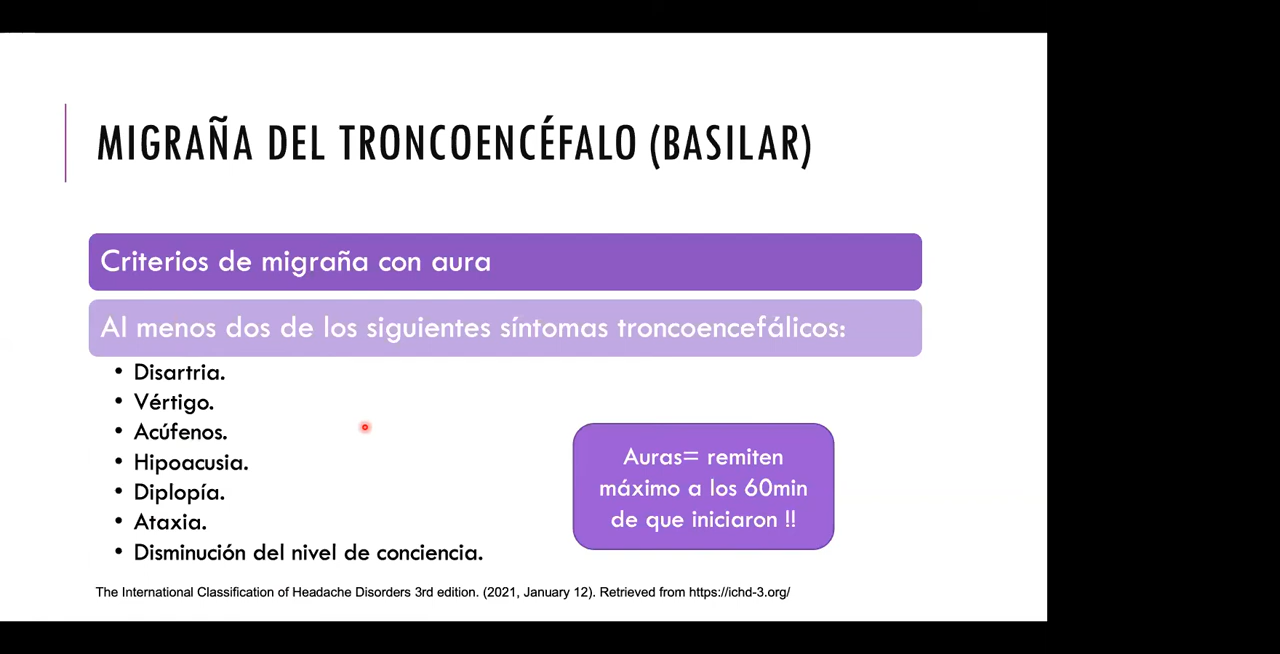 MIGRAÑA DEL TRONCOENCÉFALO (BASILAR)
Criterios de migraña con aura
Al menos dos de los siguientes síntomas troncoencefálicos:
• Disartria.
• Vértigo.
• Acúfenos.
• Hipoacusia.
• Diplopía.
• Ataxia.
• Disminución del nivel de conciencia.
Auras= remiten
máximo a los 60min
de que iniciaron !!
The International Classification of Headache Disorders 3rd edition. (2021, January 12). Retrieved from https://ichd-3.org/